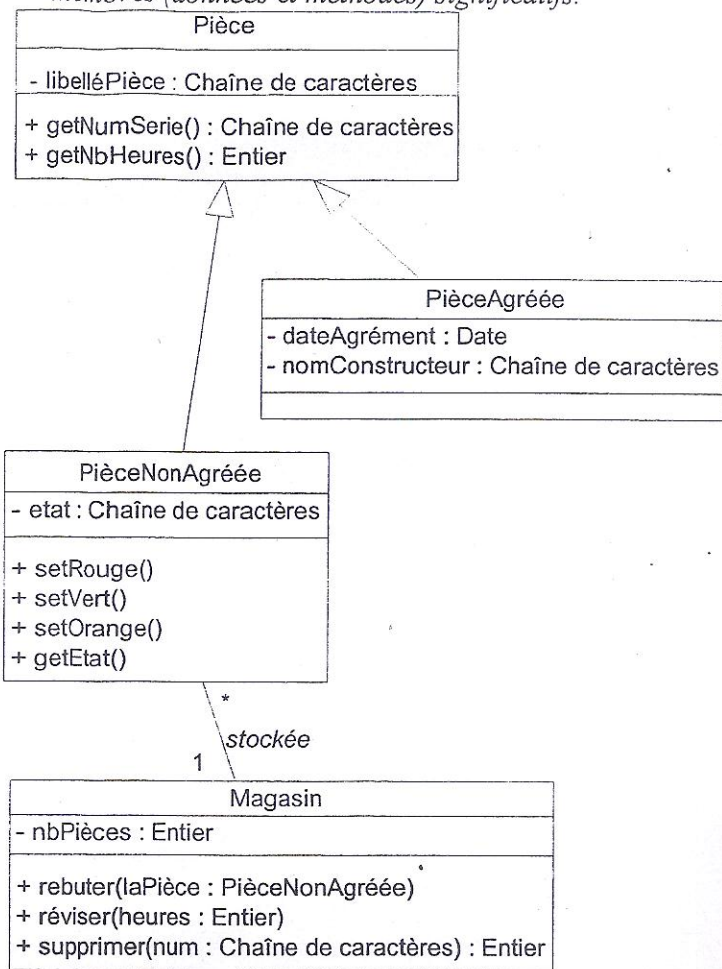 membres (données et méthodes) significatifs.
Pièce
- libelléPièce : Chaîne de caractères
+ getNumSerie() : Chaîne de caractères
+ getNbHeures() : Entier
PièceAgréée
- dateAgrément : Date
- nomConstructeur : Chaîne de caractères
PièceNonAgréée
- etat : Chaîne de caractères
+ setRouge()
+ setVert()
+ setOrange()
+ getEtat()
*
stockée
1
Magasin
- nbPièces : Entier
+ rebuter(laPièce : PièceNonAgréée)
+ réviser(heures : Entier)
+ supprimer(num : Chaîne de caractères) : Entier